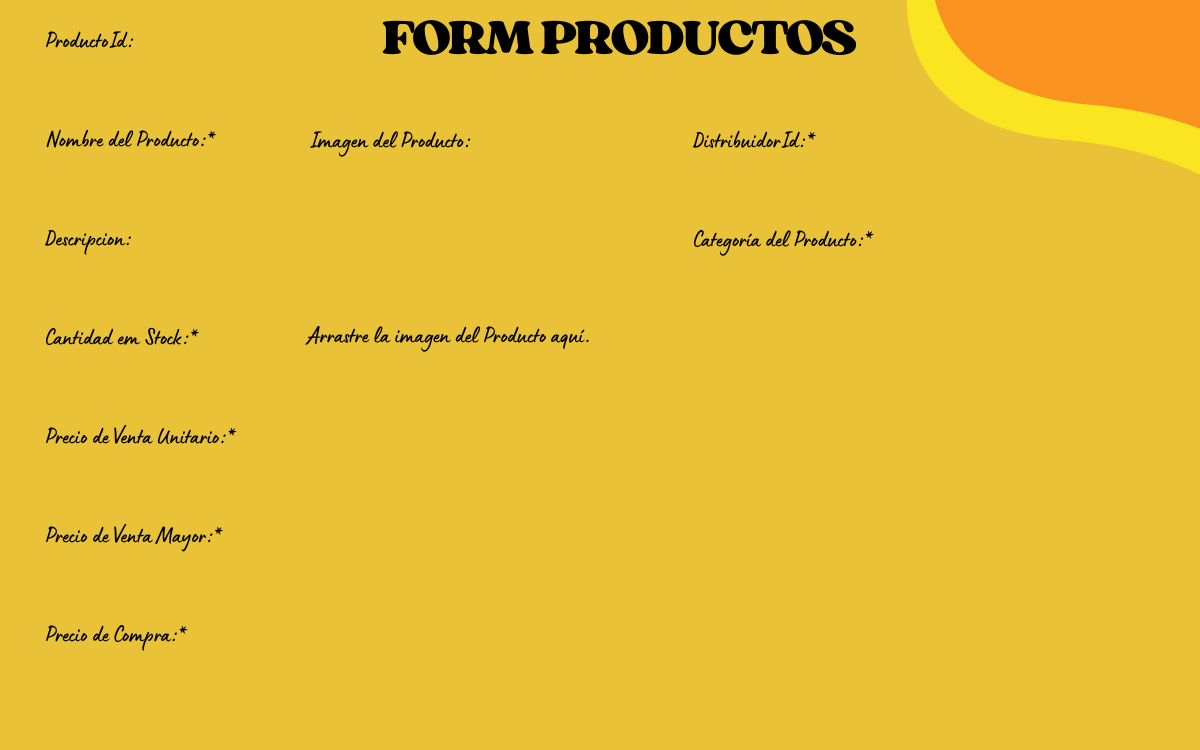 ProductoId:
FORM PRODUCTOS
Nombre del Producto:*
Imagen del Producto:
DistribuidorId:*
Descripcion:
Categoría del Producto:*
Cantidad em Stock:*
Arrastre la imagen del Producto aquí.
Precio de Venta Unitario:*
Precio de Venta Mayor:*
Precio de Compra:*